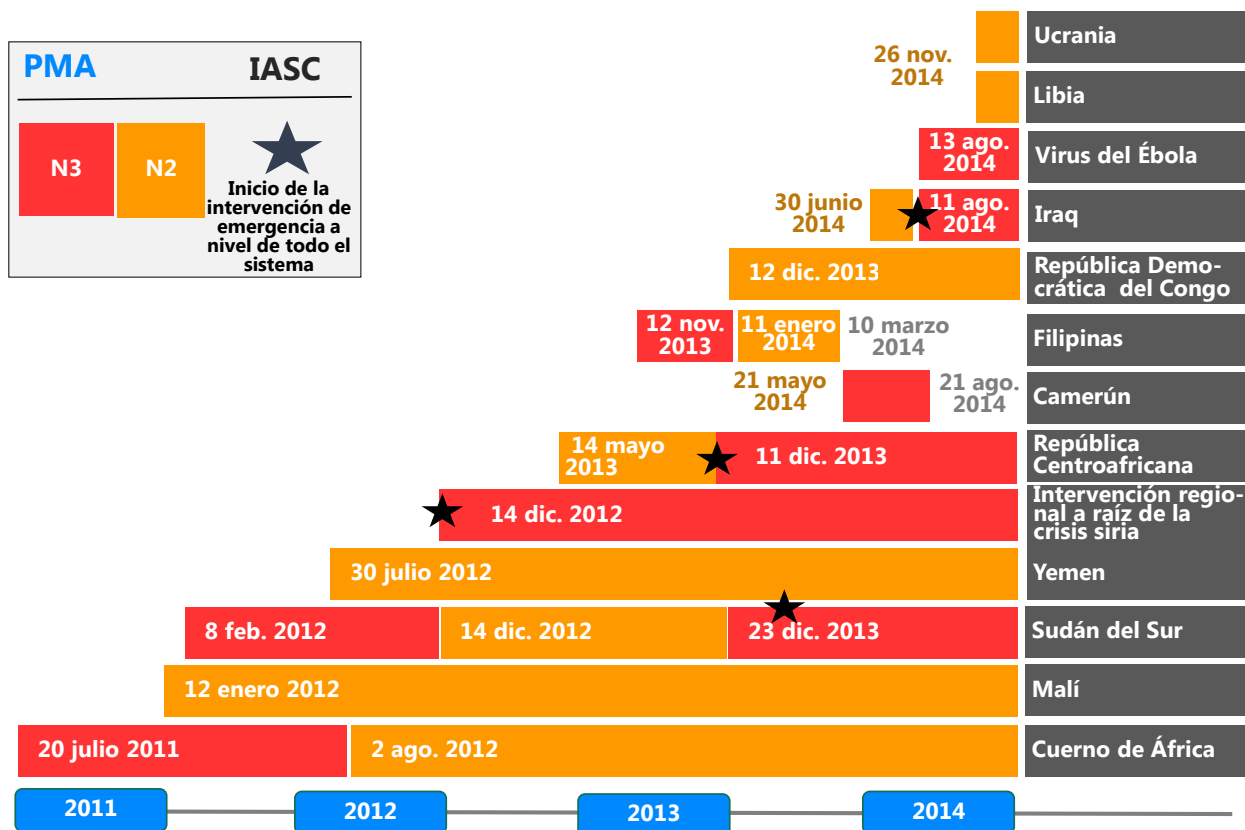 PMA
IASC
N3
N2
Inicio de la
intervención de
emergencia a
nivel de todo el
sistema
26 nov.
2014
Ucrania
Libia
13 ago.
2014
Virus del Ébola
30 junio
2014
11 ago.
2014
Iraq
12 dic. 2013
República Demo-
crática del Congo
12 nov.
2013
11 enero
2014
10 marzo
2014
Filipinas
21 mayo
2014
21 ago.
2014
Camerún
14 mayo
2013
11 dic. 2013
República
Centroafricana
14 dic. 2012
Intervención regio-
nal a raíz de la
crisis siria
30 julio 2012
Yemen
8 feb. 2012
14 dic. 2012
23 dic. 2013
Sudán del Sur
12 enero 2012
Malí
20 julio 2011
2 ago. 2012
Cuerno de África
2011
2012
2013
2014